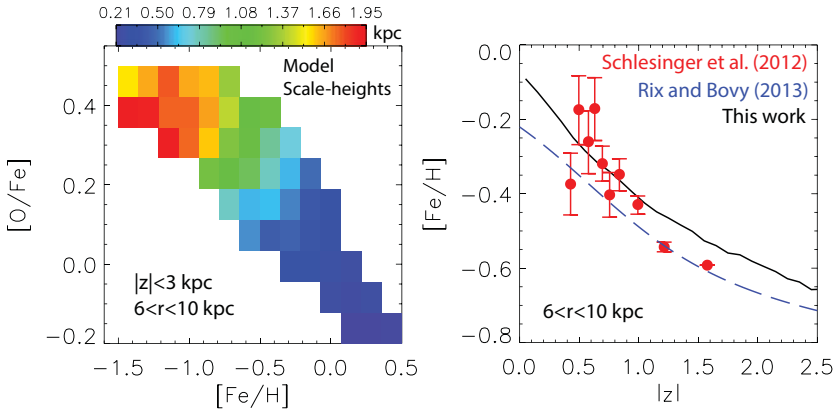 0.21 0.50 0.79 1.08 1.37 1.66 1.95
kpc
Model
Scale-heights
0.4
0.2
0.0
−0.2
[O/Fe]
|z|<3 kpc
6<r<10 kpc
−1.5 −1.0 −0.5 0.0 0.5
[Fe/H]
Schlesinger et al. (2012)
Rix and Bovy (2013)
This work
−0.0
−0.2
−0.4
−0.6
−0.8
[Fe/H]
6<r<10 kpc
0.0 0.5 1.0 1.5 2.0 2.5
|z|